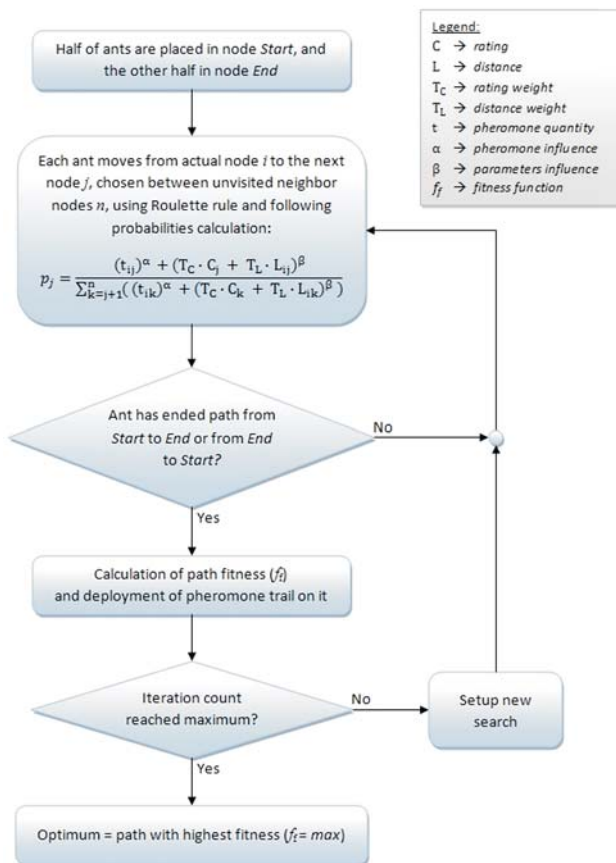 Half of ants are placed in node Start, and
the other half in node End
Legend:
C → rating
L → distance
T_C → rating weight
T_L → distance weight
t → pheromone quantity
α → pheromone influence
β → parameters influence
f_f → fitness function
Each ant moves from actual node i to the next
node j, chosen between unvisited neighbor
nodes n, using Roulette rule and following
probabilities calculation:
p_j = ((t_ij)^α + (T_C · C_j + T_L · L_ij)^β) / (∑_{k=j+1}^n ( (t_ik)^α + (T_C · C_k + T_L · L_ik)^β ))
Ant has ended path from
Start to End or from End
to Start?
No
Yes
Calculation of path fitness (f_f)
and deployment of pheromone trail on it
Iteration count
reached maximum?
No
Setup new
search
Yes
Optimum = path with highest fitness (f_f = max)